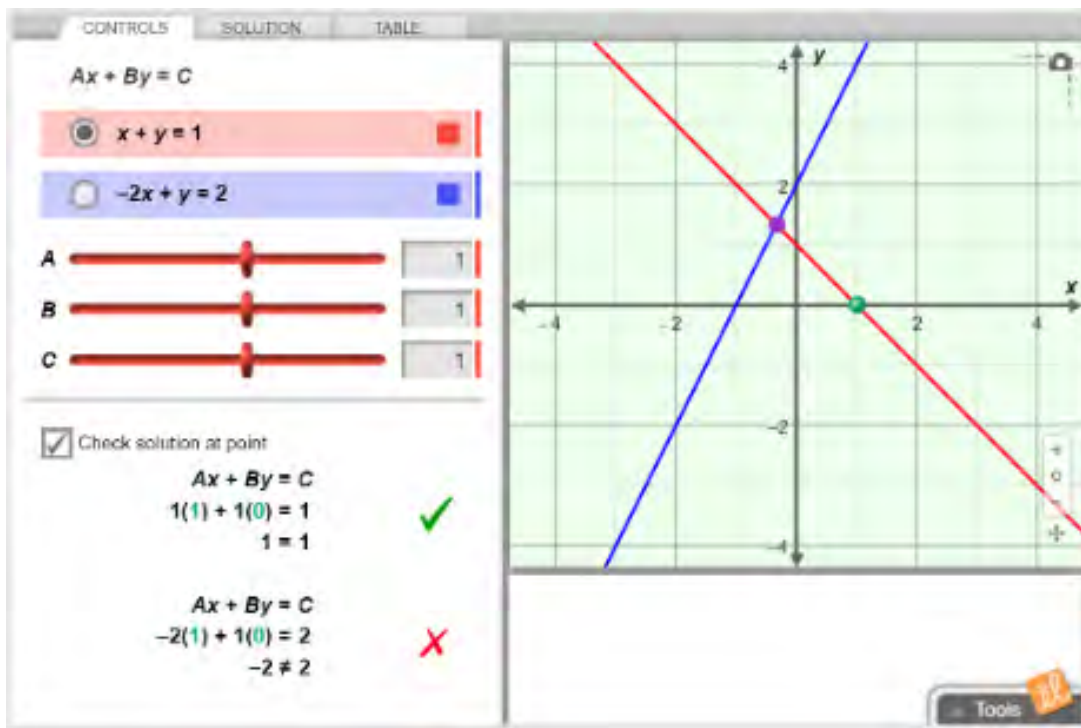 CONTROLS SOLUTION TABLE
Ax + By = C
x + y = 1
−2x + y = 2
A 1
B 1
C 1
Check solution at point
Ax + By = C
1(1) + 1(0) = 1
1 = 1
Ax + By = C
−2(1) + 1(0) = 2
−2 ≠ 2
y
4
2
x
−4 −2 2 4
−2
−4
Tools